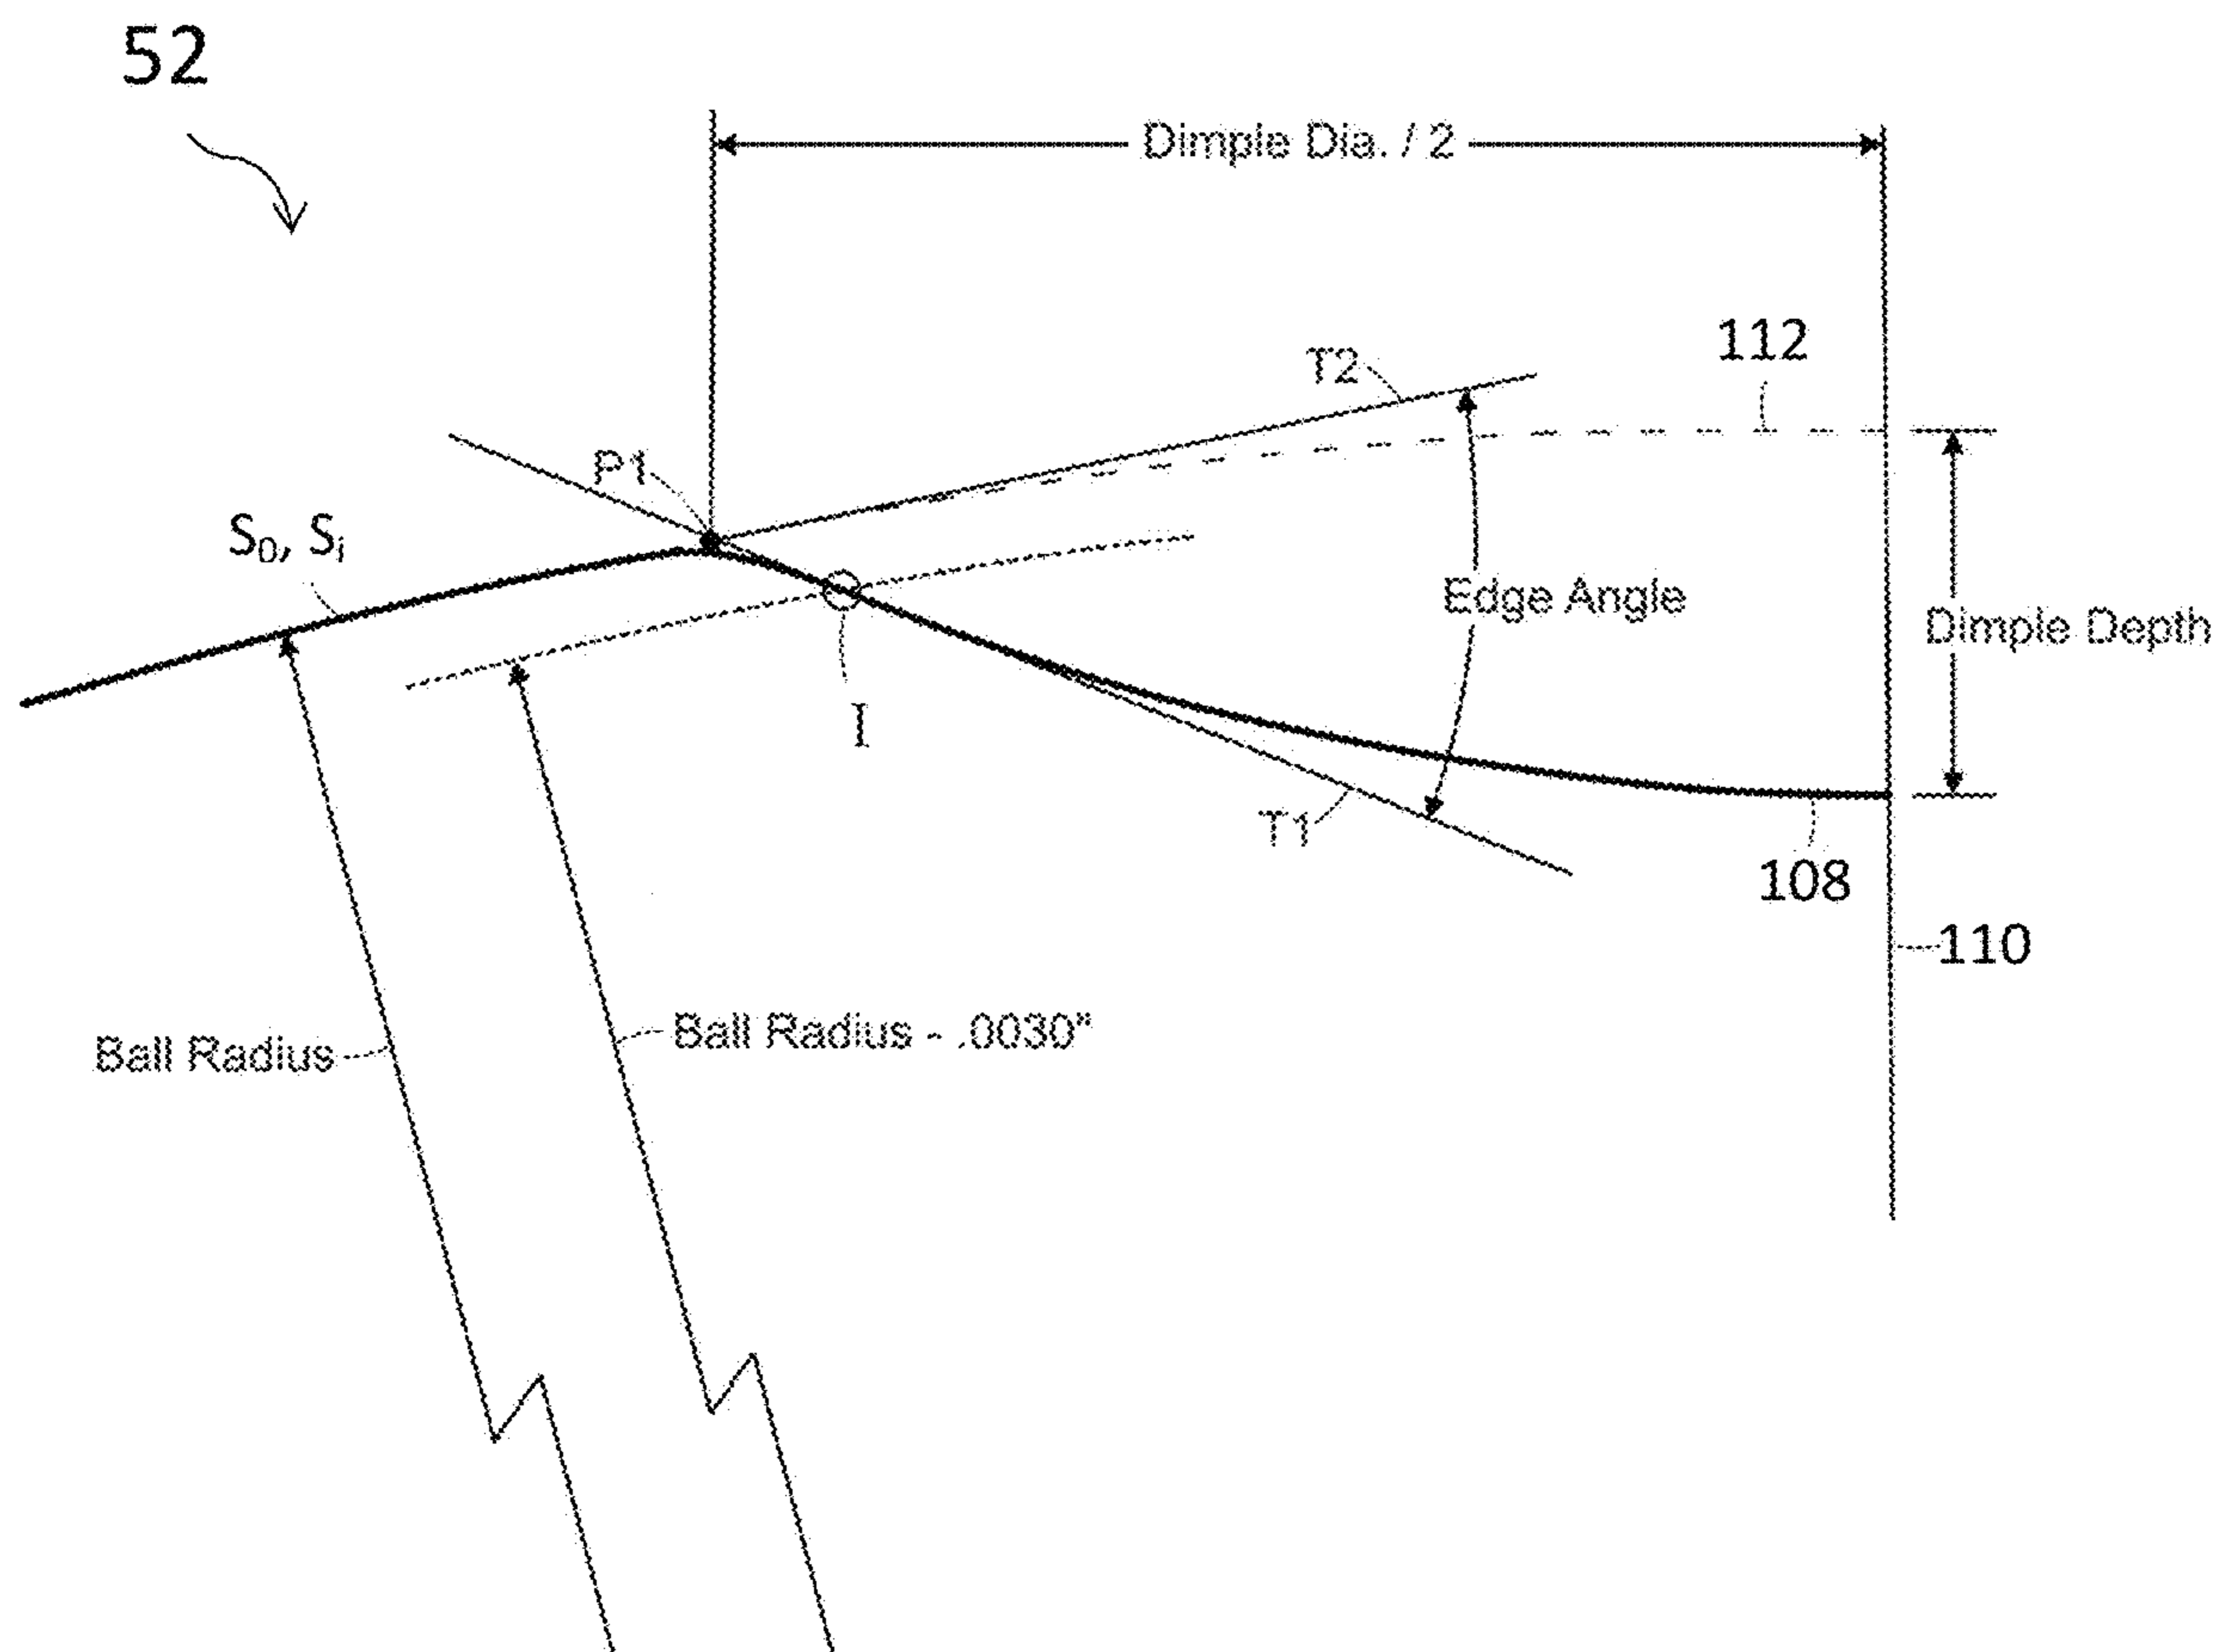 52
Dimple Dia. / 2
112
T2
P1
S0, Si
Edge Angle
Dimple Depth
I
T1
108
110
Ball Radius - .0030"
Ball Radius